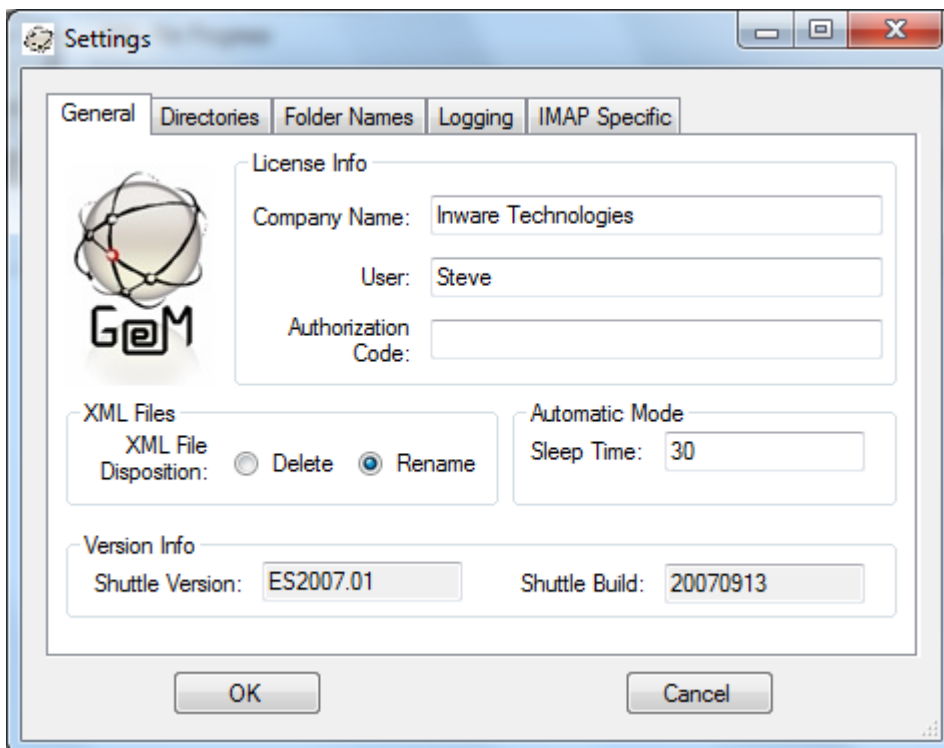 Settings
General Directories Folder Names Logging IMAP Specific
License Info
Company Name: Inware Technologies
User: Steve
Authorization
Code:
G@M
XML Files
XML File
Disposition: Delete Rename
Automatic Mode
Sleep Time: 30
Version Info
Shuttle Version: ES2007.01 Shuttle Build: 20070913
OK Cancel